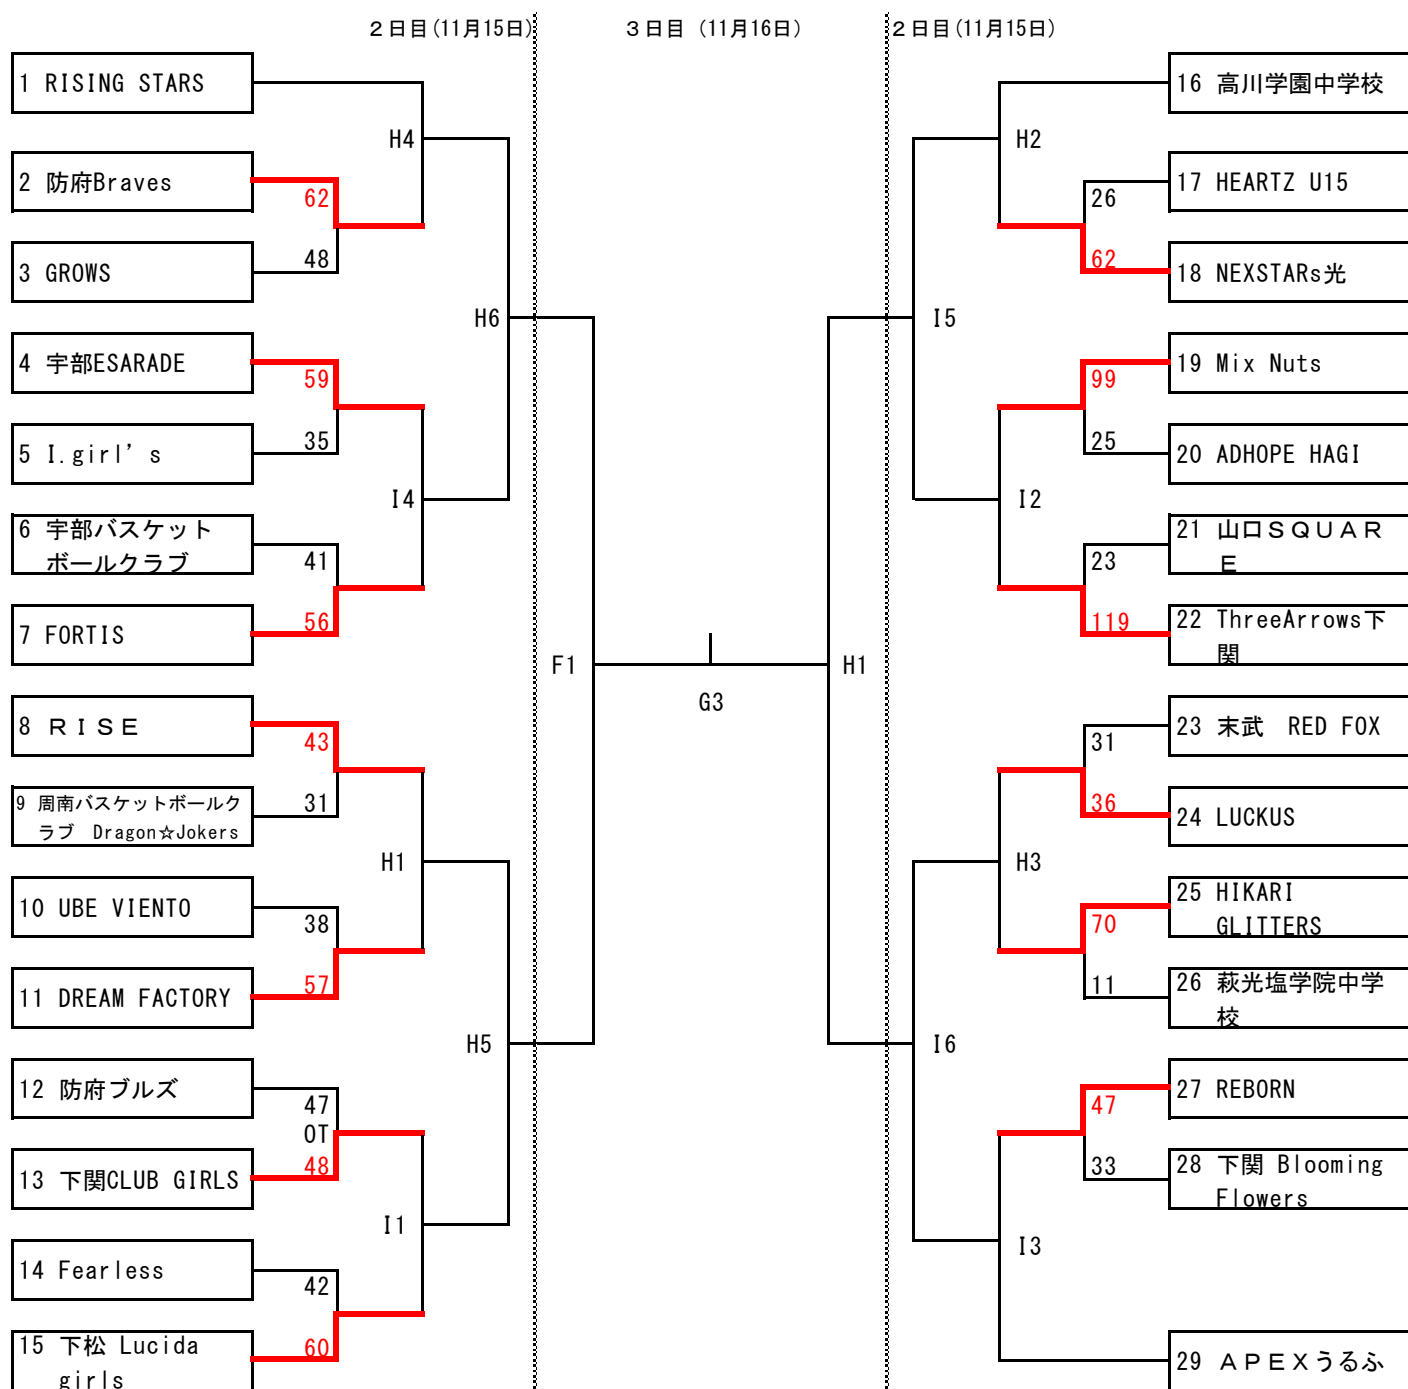 ２日目(11月15日)
３日目 (11月16日)
２日目(11月15日)
1 RISING STARS
2 防府Braves
3 GROWS
4 宇部ESARADE
5 I.girl’s
6 宇部バスケット
ボールクラブ
7 FORTIS
8 ＲＩＳＥ
9 周南バスケットボールク
ラブ　Dragon☆Jokers
10 UBE VIENTO
11 DREAM FACTORY
12 防府ブルズ
13 下関CLUB GIRLS
14 Fearless
15 下松 Lucida
girls
62
48
59
35
41
56
43
31
38
57
47
OT
48
42
60
H4
I4
H1
I1
H6
H5
F1
G3
H1
I5
I6
H2
I2
H3
I3
26
62
99
25
23
119
31
36
70
11
47
33
16 高川学園中学校
17 HEARTZ U15
18 NEXSTARs光
19 Mix Nuts
20 ADHOPE HAGI
21 山口ＳＱＵＡＲ
Ｅ
22 ThreeArrows下
関
23 末武　RED FOX
24 LUCKUS
25 HIKARI
GLITTERS
26 萩光塩学院中学
校
27 REBORN
28 下関 Blooming
Flowers
29 ＡＰＥＸうるふ